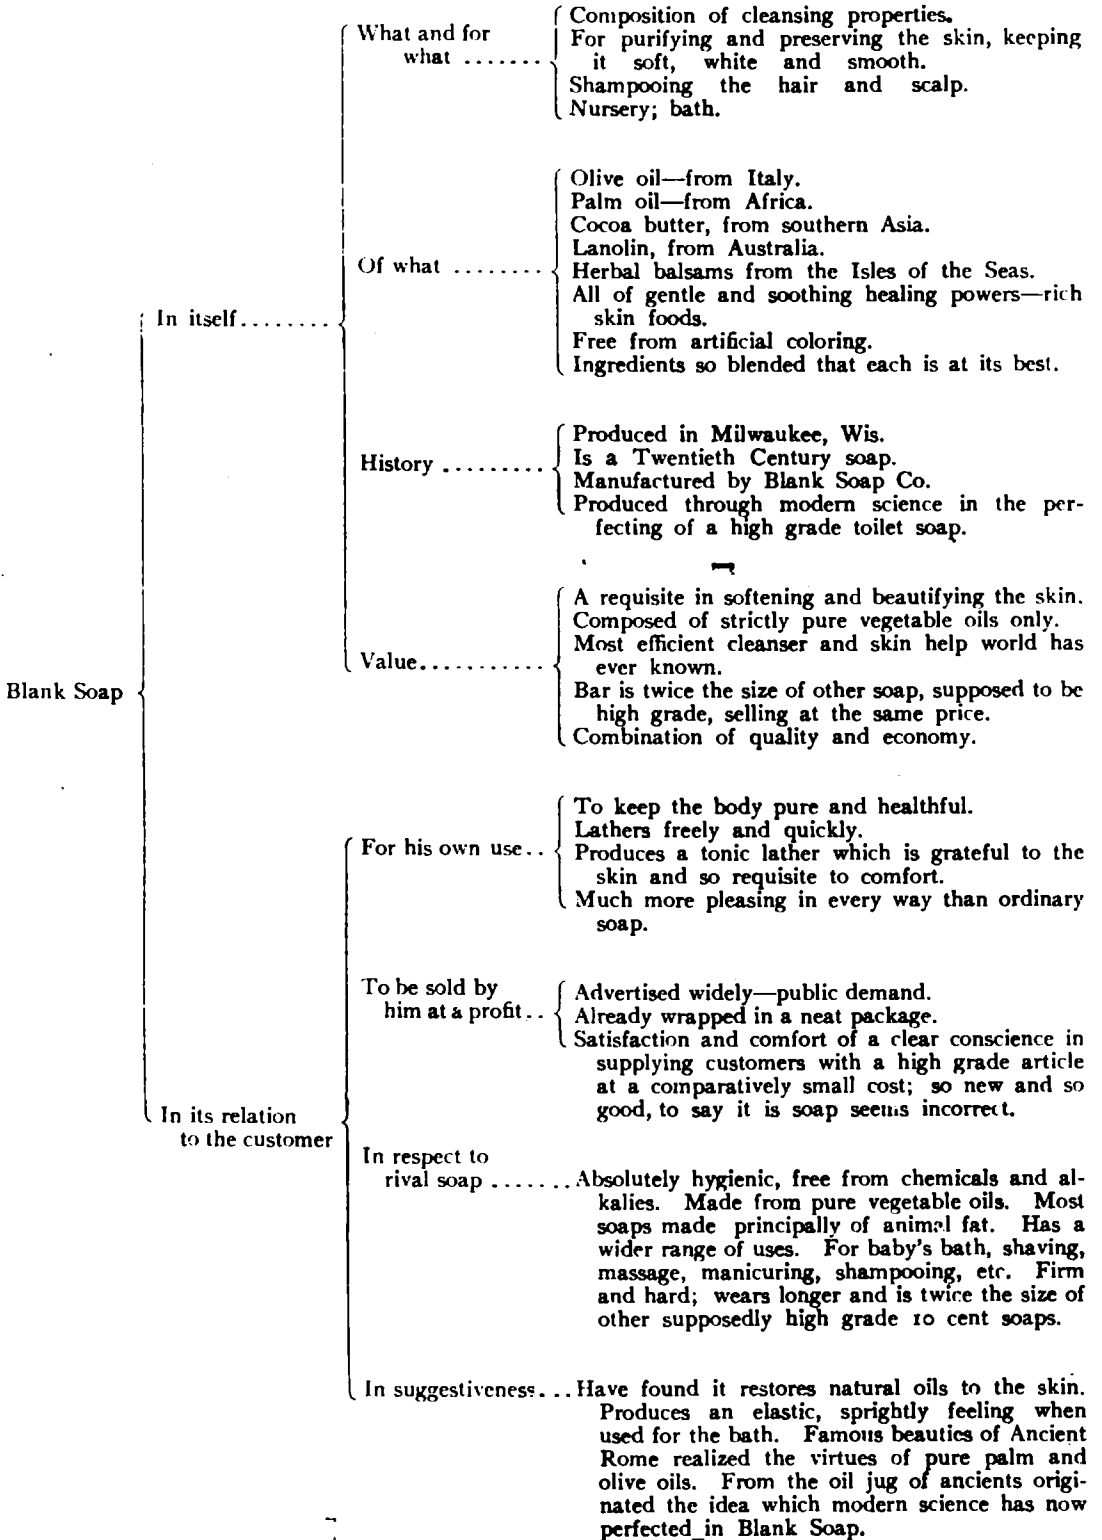 What and for
what .......
Composition of cleansing properties.
For purifying and preserving the skin, keeping
it soft, white and smooth.
Shampooing the hair and scalp.
Nursery; bath.
Of what ........
Olive oil—from Italy.
Palm oil—from Africa.
Cocoa butter, from southern Asia.
Lanolin, from Australia.
Herbal balsams from the Isles of the Seas.
All of gentle and soothing healing powers—rich
skin foods.
Free from artificial coloring.
Ingredients so blended that each is at its best.
In itself........
History .........
Produced in Milwaukee, Wis.
Is a Twentieth Century soap.
Manufactured by Blank Soap Co.
Produced through modern science in the per-
fecting of a high grade toilet soap.
Value...........
A requisite in softening and beautifying the skin.
Composed of strictly pure vegetable oils only.
Most efficient cleanser and skin help world has
ever known.
Bar is twice the size of other soap, supposed to be
high grade, selling at the same price.
Combination of quality and economy.
Blank Soap
For his own use..
To keep the body pure and healthful.
Lathers freely and quickly.
Produces a tonic lather which is grateful to the
skin and so requisite to comfort.
Much more pleasing in every way than ordinary
soap.
To be sold by
him at a profit..
Advertised widely—public demand.
Already wrapped in a neat package.
Satisfaction and comfort of a clear conscience in
supplying customers with a high grade article
at a comparatively small cost; so new and so
good, to say it is soap seems incorrect.
In its relation
to the customer
In respect to
rival soap .......
Absolutely hygienic, free from chemicals and al-
kalies. Made from pure vegetable oils. Most
soaps made principally of animal fat. Has a
wider range of uses. For baby's bath, shaving,
massage, manicuring, shampooing, etc. Firm
and hard; wears longer and is twice the size of
other supposedly high grade 10 cent soaps.
In suggestiveness...
Have found it restores natural oils to the skin.
Produces an elastic, sprightly feeling when
used for the bath. Famous beauties of Ancient
Rome realized the virtues of pure palm and
olive oils. From the oil jug of ancients origi-
nated the idea which modern science has now
perfected in Blank Soap.